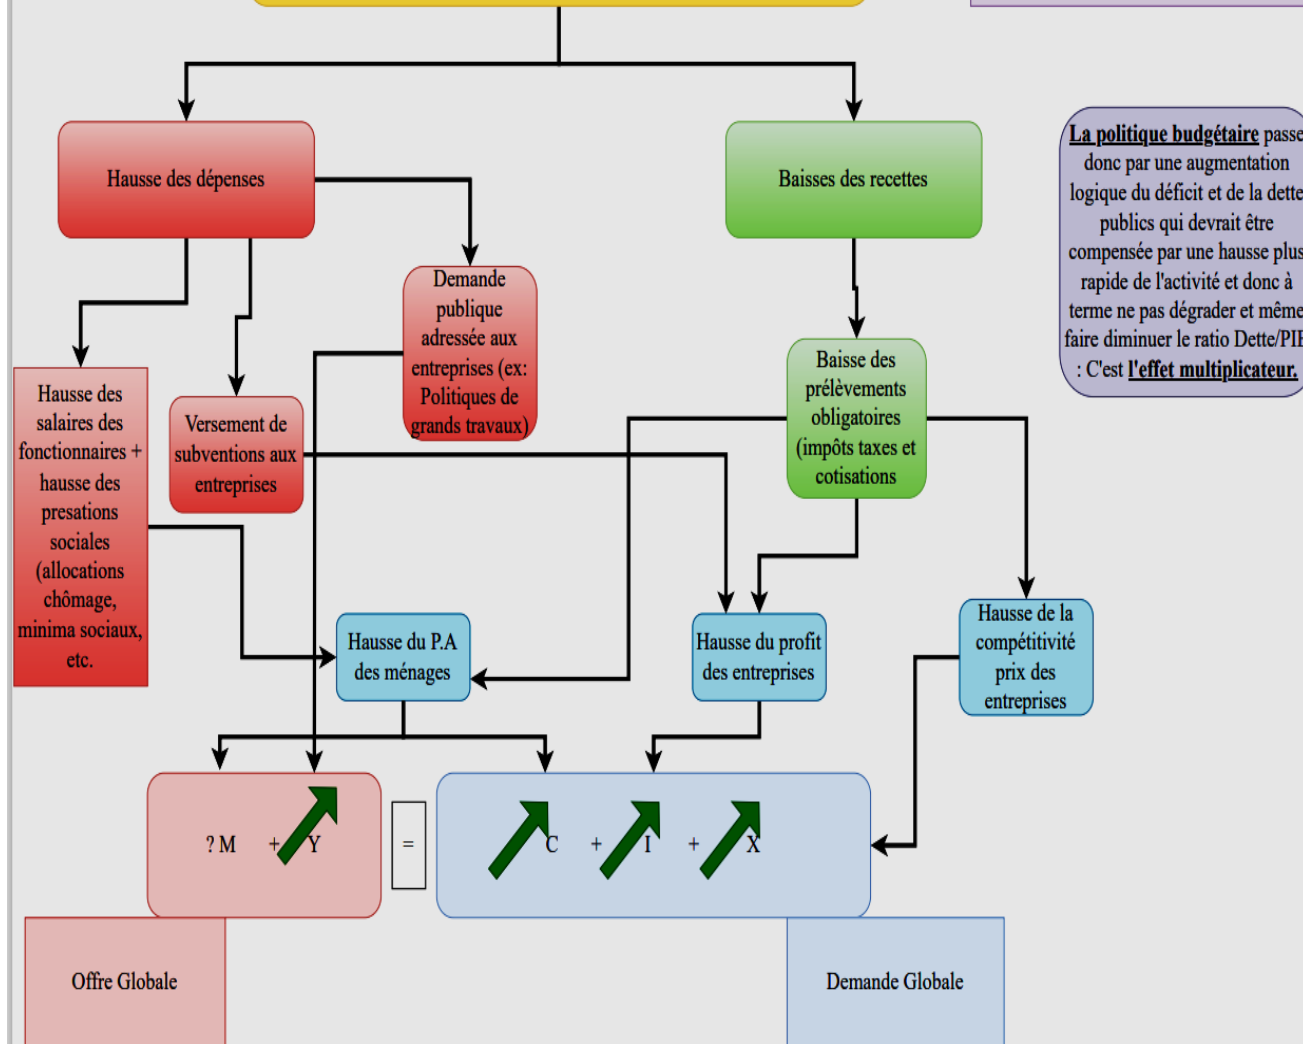 Hausse des dépenses
Baisses des recettes
La politique budgétaire passe
donc par une augmentation
logique du déficit et de la dette
publics qui devrait être
compensée par une hausse plus
rapide de l'activité et donc à
terme ne pas dégrader et même
faire diminuer le ratio Dette/PIB
: C'est l'effet multiplicateur.
Demande
publique
adressée aux
entreprises (ex:
Politiques de
grands travaux)
Baisse des
prélèvements
obligatoires
(impôts taxes et
cotisations
Hausse des
salaires des
fonctionnaires +
hausse des
presations
sociales
(allocations
chômage,
minima sociaux,
etc.
Versement de
subventions aux
entreprises
Hausse du P.A
des ménages
Hausse du profit
des entreprises
Hausse de la
compétitivité
prix des
entreprises
? M + Y
=
C + I + X
Offre Globale
Demande Globale